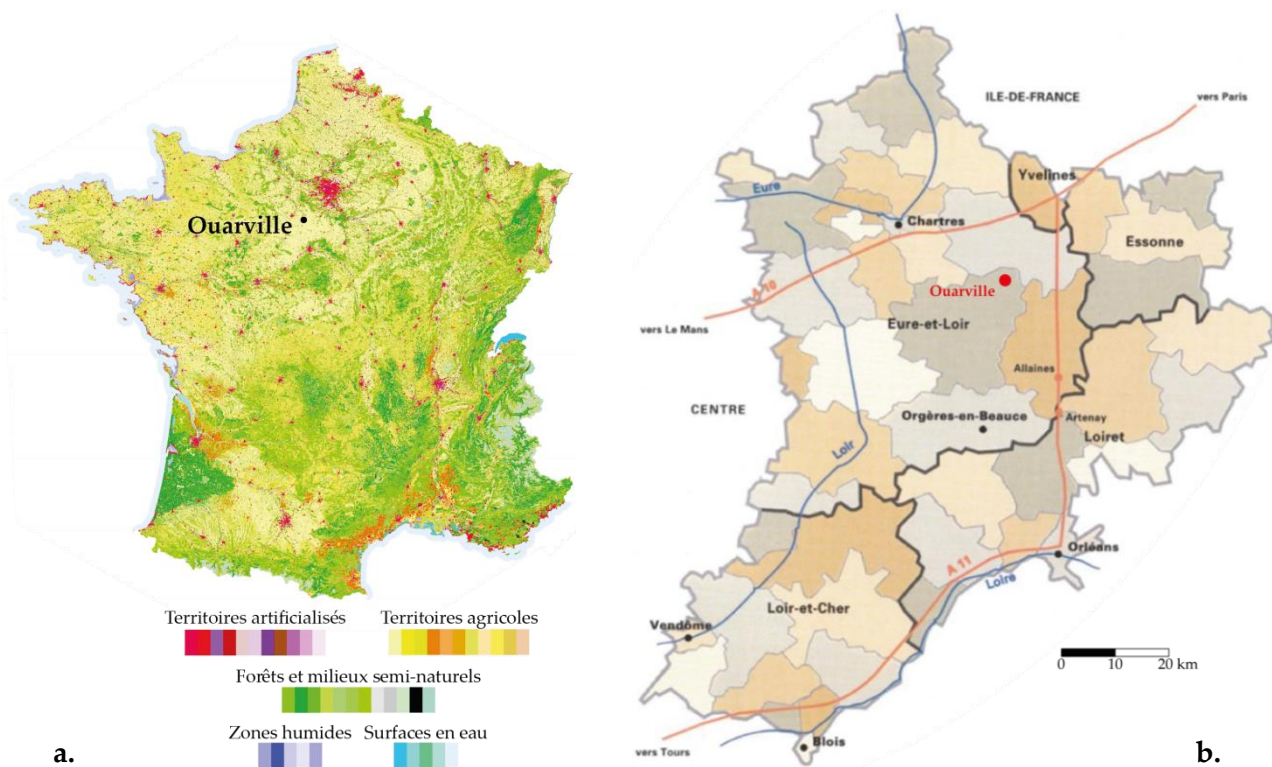 Ouarville
Territoires artificialisés
Territoires agricoles
Forêts et milieux semi-naturels
Zones humides
Surfaces en eau
a.
ILE-DE-FRANCE
vers Paris
Yvelines
Eure
Chartres
Essonne
A 10
Ouarville
vers Le Mans
Eure-et-Loir
Allaines
CENTRE
Orgères-en-Beauce
Artenay
Loiret
Loir
Orléans
A 11
Loire
Loir-et-Cher
Vendôme
0 10 20 km
vers Tours
Blois
b.